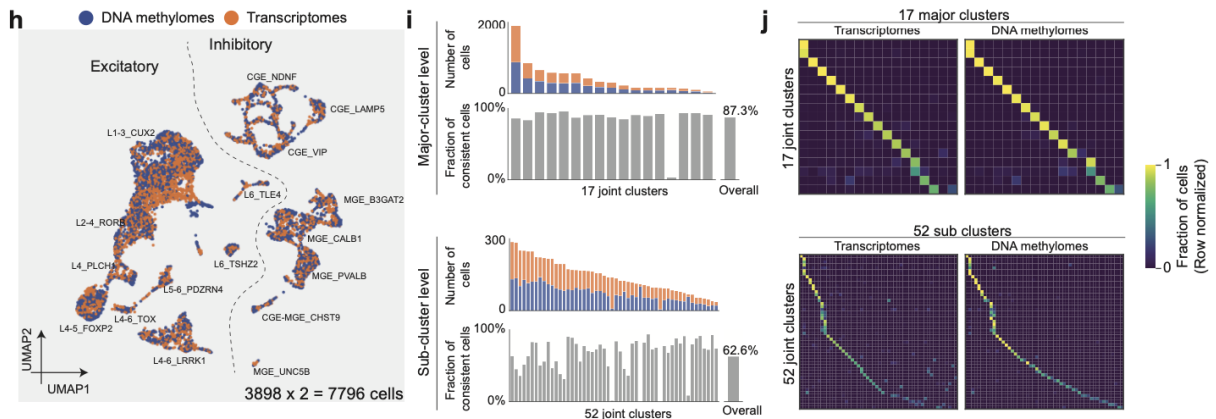 h
DNA methylomes
Transcriptomes
Inhibitory
Excitatory
CGE_NDNF
CGE_LAMP5
L1-3_CUX2
CGE_VIP
L6_TLE4
MGE_B3GAT2
L2-4_RORB
MGE_CALB1
L6_TSHZ2
L4_PLCH1
MGE_PVALB
L5-6_PDZRN4
L4-6_TOX
CGE-MGE_CHST9
L4-5_FOXP2
L4-6_LRRK1
MGE_UNC5B
UMAP2
UMAP1
3898 x 2 = 7796 cells
i
Major-cluster level
Number of
cells
2000
0
Fraction of
consistent cells
100%
0%
87.3%
17 joint clusters
Overall
Sub-cluster level
Number of
cells
300
0
Fraction of
consistent cells
100%
0%
62.6%
52 joint clusters
Overall
j
17 major clusters
Transcriptomes
DNA methylomes
17 joint clusters
52 sub clusters
Transcriptomes
DNA methylomes
52 joint clusters
1
0
Fraction of cells
(Row normalized)